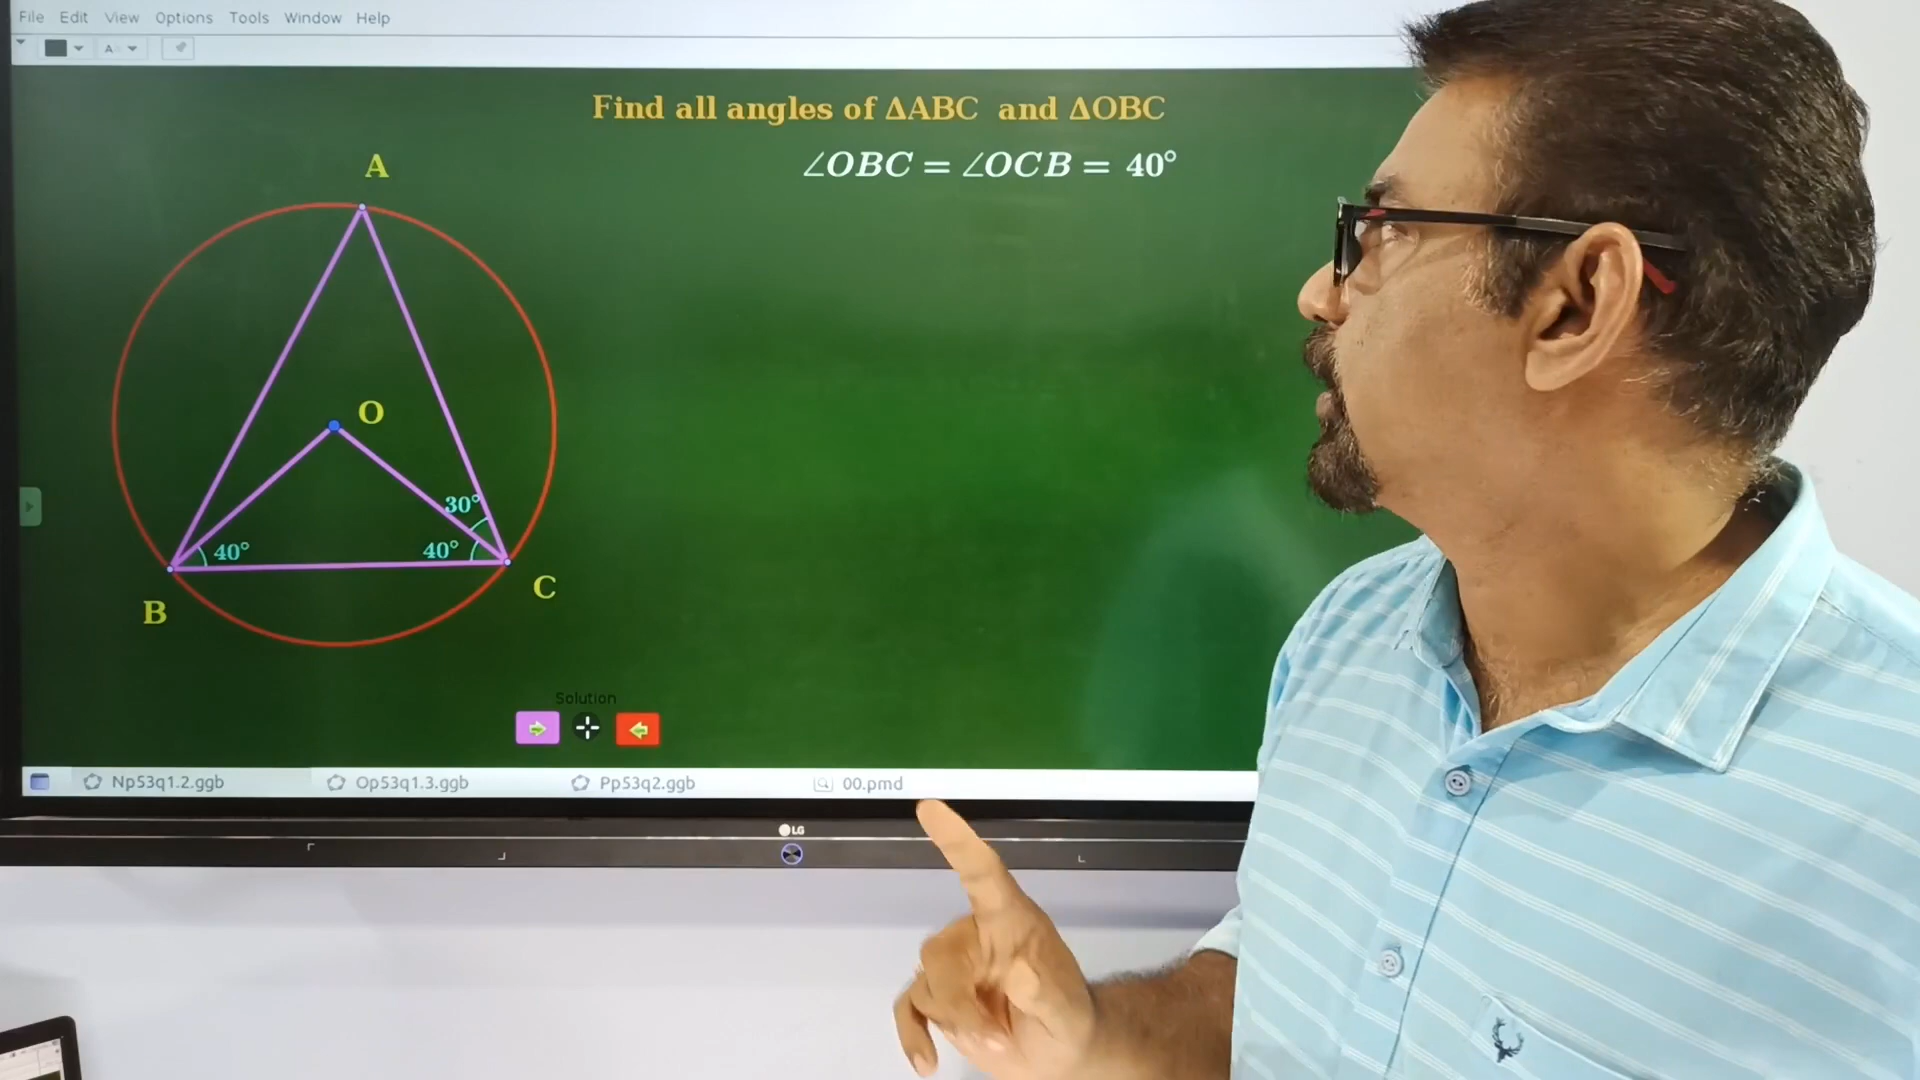 File Edit View Options Tools Window Help
A
Find all angles of ΔABC and ΔOBC
∠OBC = ∠OCB = 40°
A
O
30°
40°
40°
B
C
Solution
Np53q1.2.ggb Op53q1.3.ggb Pp53q2.ggb 00.pmd
LG